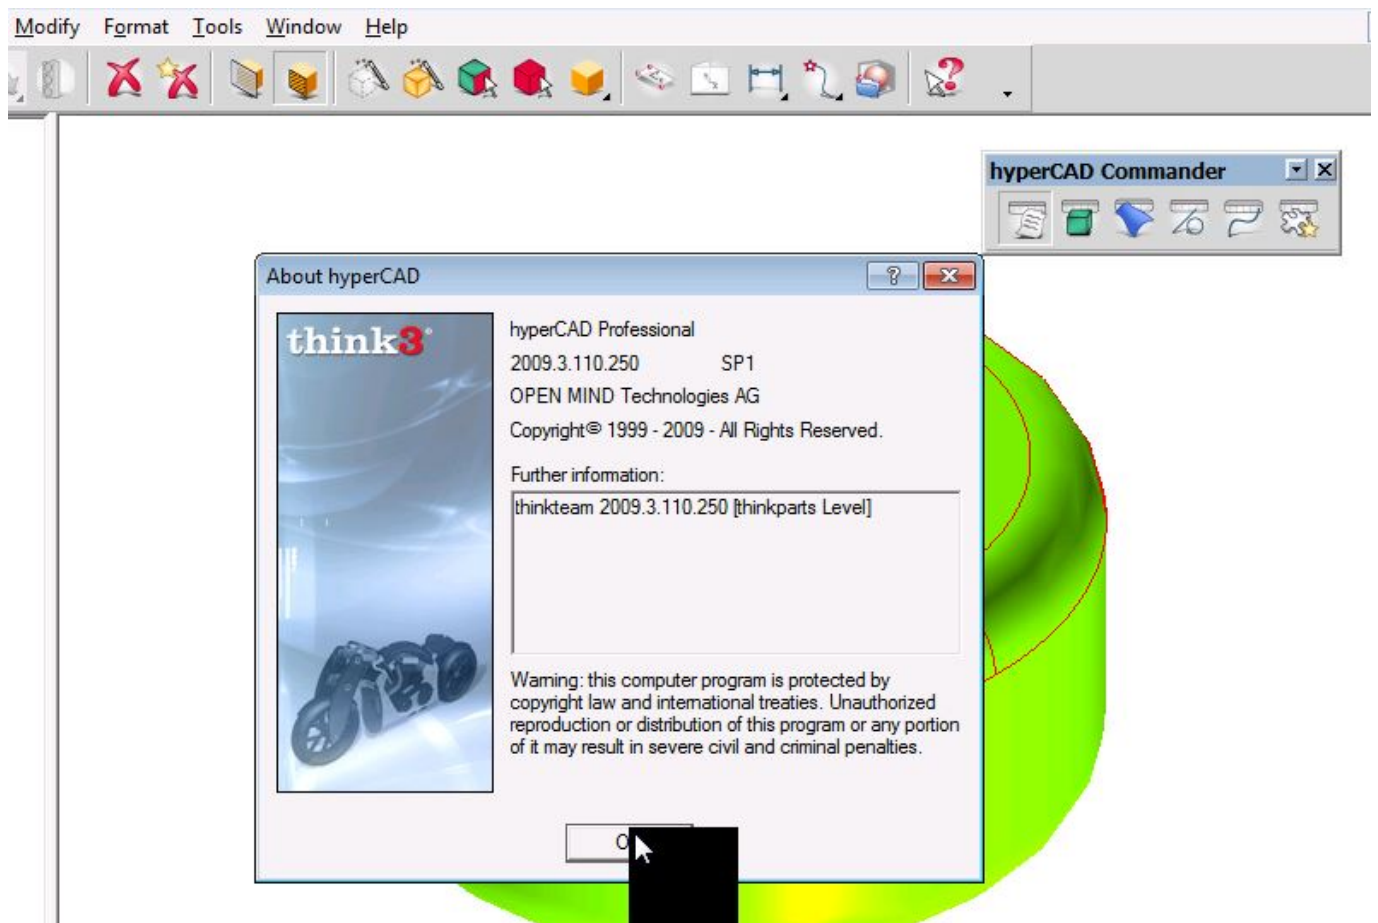 Modify Format Tools Window Help
hyperCAD Commander
About hyperCAD
think3
hyperCAD Professional
2009.3.110.250 SP1
OPEN MIND Technologies AG
Copyright© 1999 - 2009 - All Rights Reserved.
Further information:
thinkteam 2009.3.110.250 [thinkparts Level]
Warning: this computer program is protected by
copyright law and international treaties. Unauthorized
reproduction or distribution of this program or any portion
of it may result in severe civil and criminal penalties.